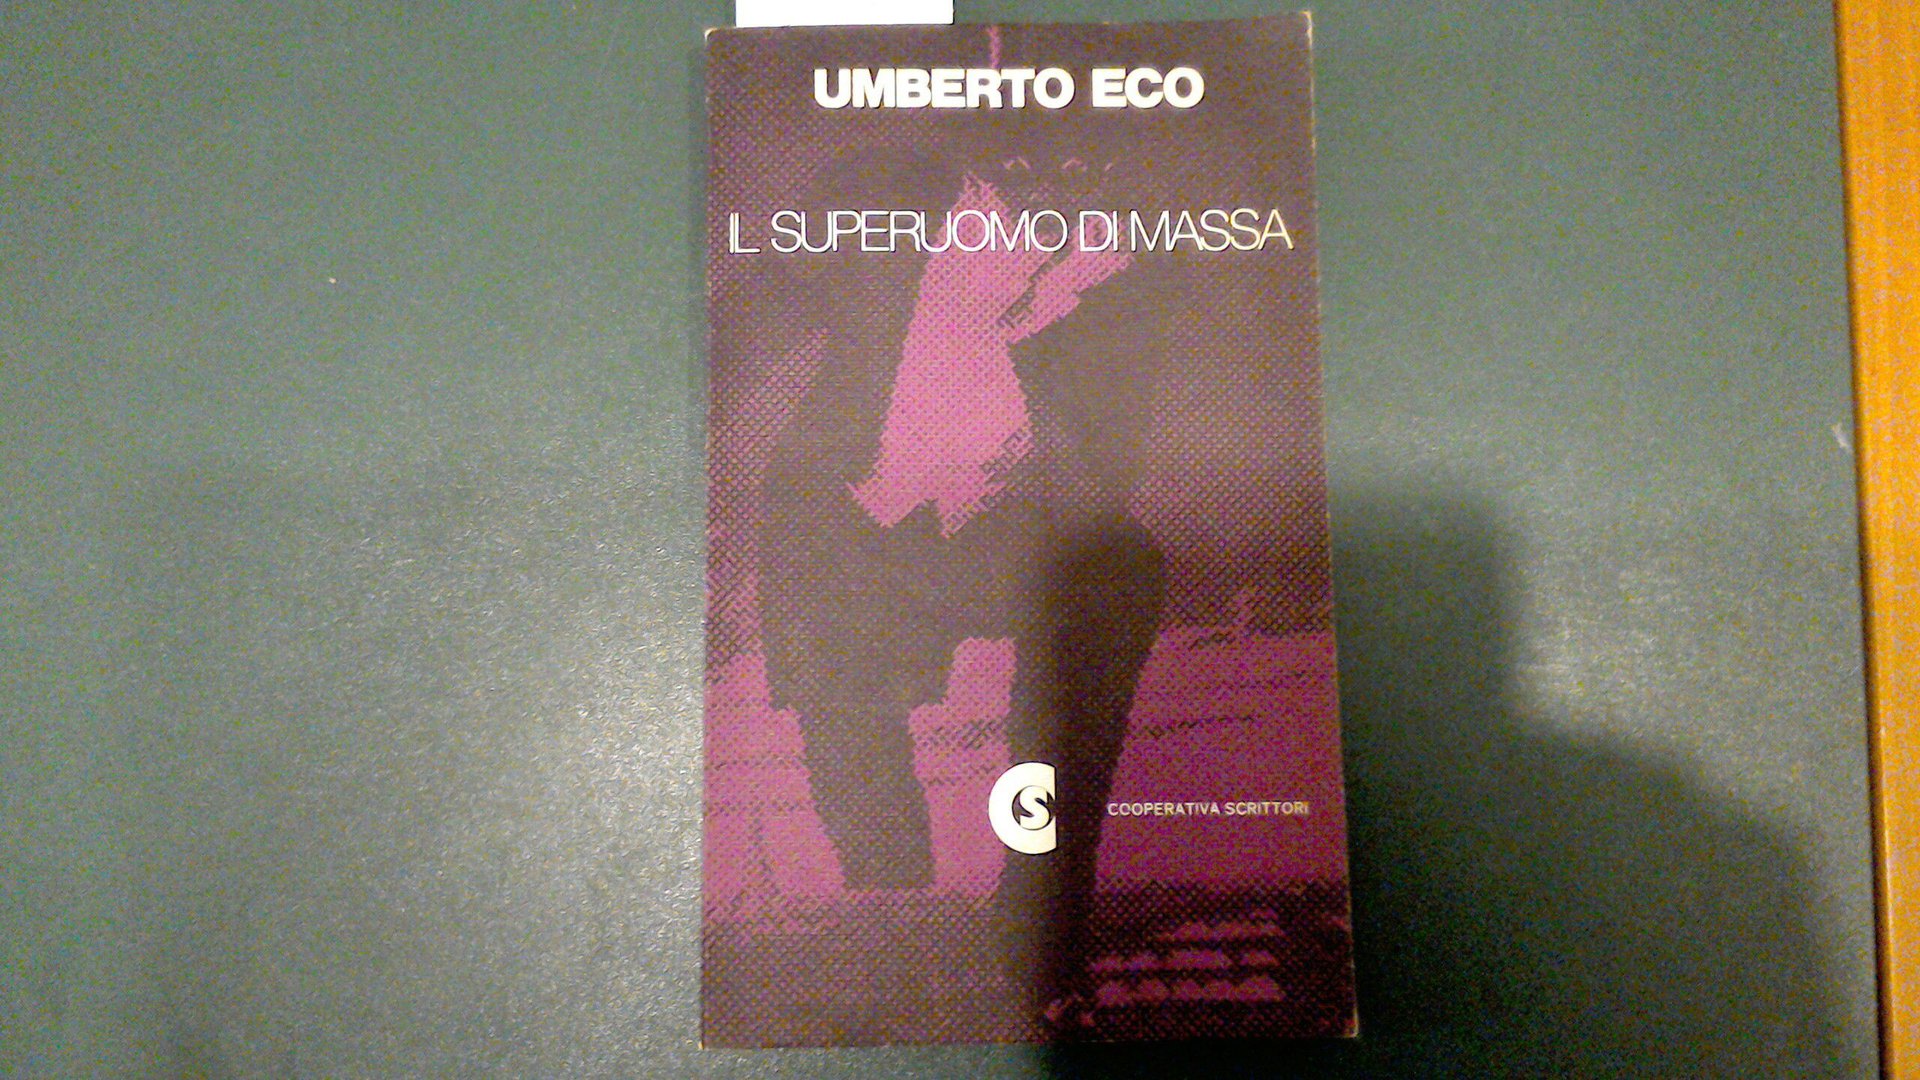 UMBERTO ECO
IL SUPERUOMO DI MASSA
CS
COOPERATIVA SCRITTORI